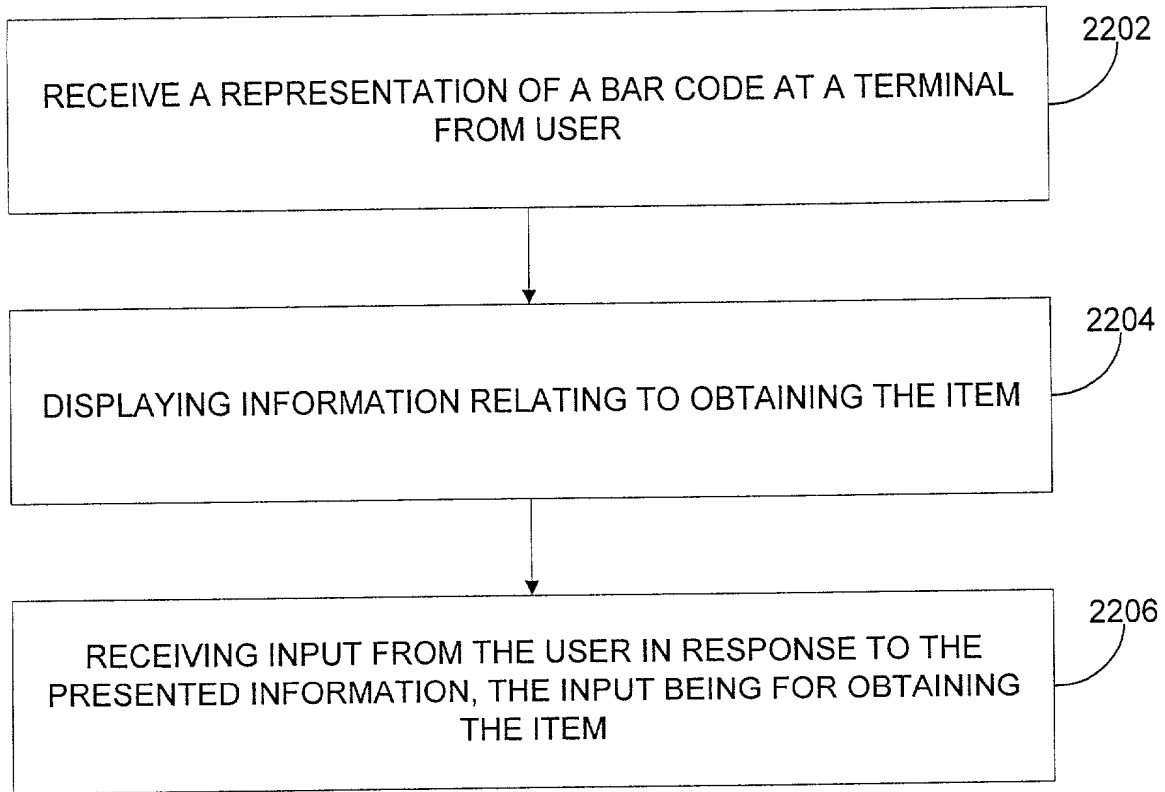 2202
RECEIVE A REPRESENTATION OF A BAR CODE AT A TERMINAL
FROM USER
2204
DISPLAYING INFORMATION RELATING TO OBTAINING THE ITEM
2206
RECEIVING INPUT FROM THE USER IN RESPONSE TO THE
PRESENTED INFORMATION, THE INPUT BEING FOR OBTAINING
THE ITEM